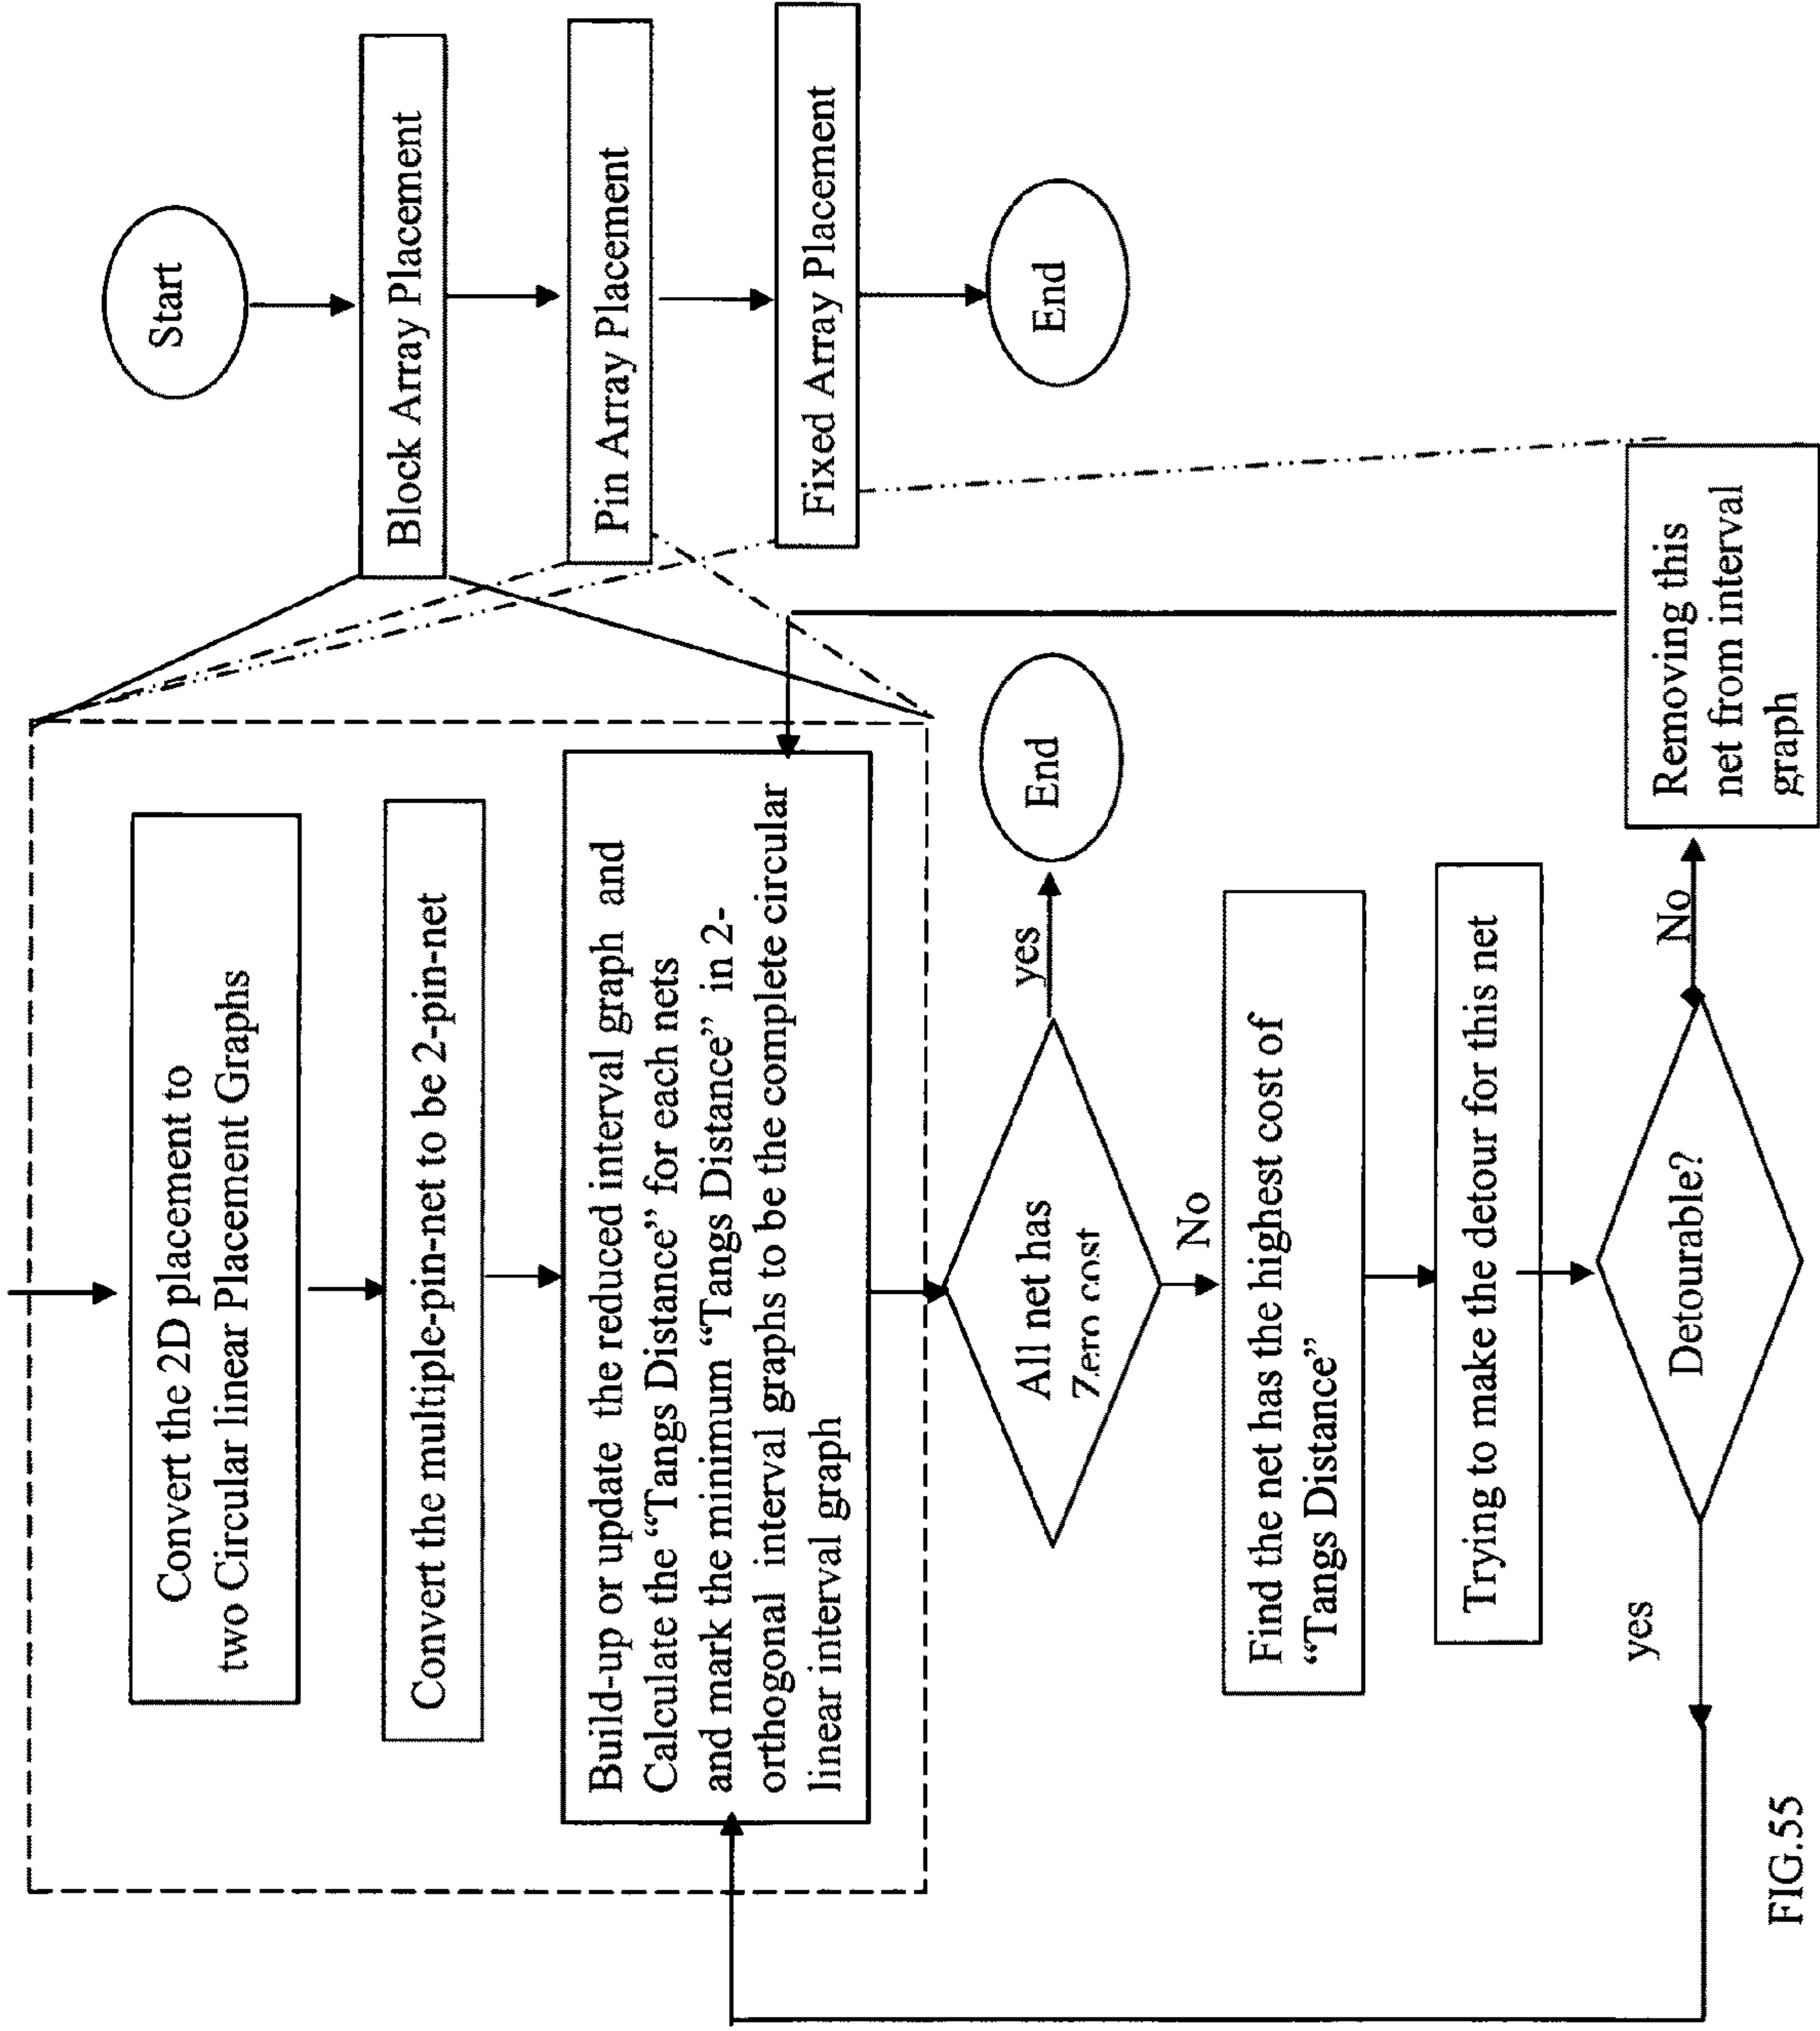 Start
Block Array Placement
Pin Array Placement
Fixed Array Placement
End
Convert the 2D placement to
two Circular linear Placement Graphs
Convert the multiple-pin-net to be 2-pin-net
Build-up or update the reduced interval graph and
Calculate the “Tangs Distance” for each nets
and mark the minimum “Tangs Distance” in 2-
orthogonal interval graphs to be the complete circular
linear interval graph
All net has
Zero cost
yes
End
No
Find the net has the highest cost of
“Tangs Distance”
Trying to make the detour for this net
Detourable?
yes
No
Removing this
net from interval
graph
FIG.55